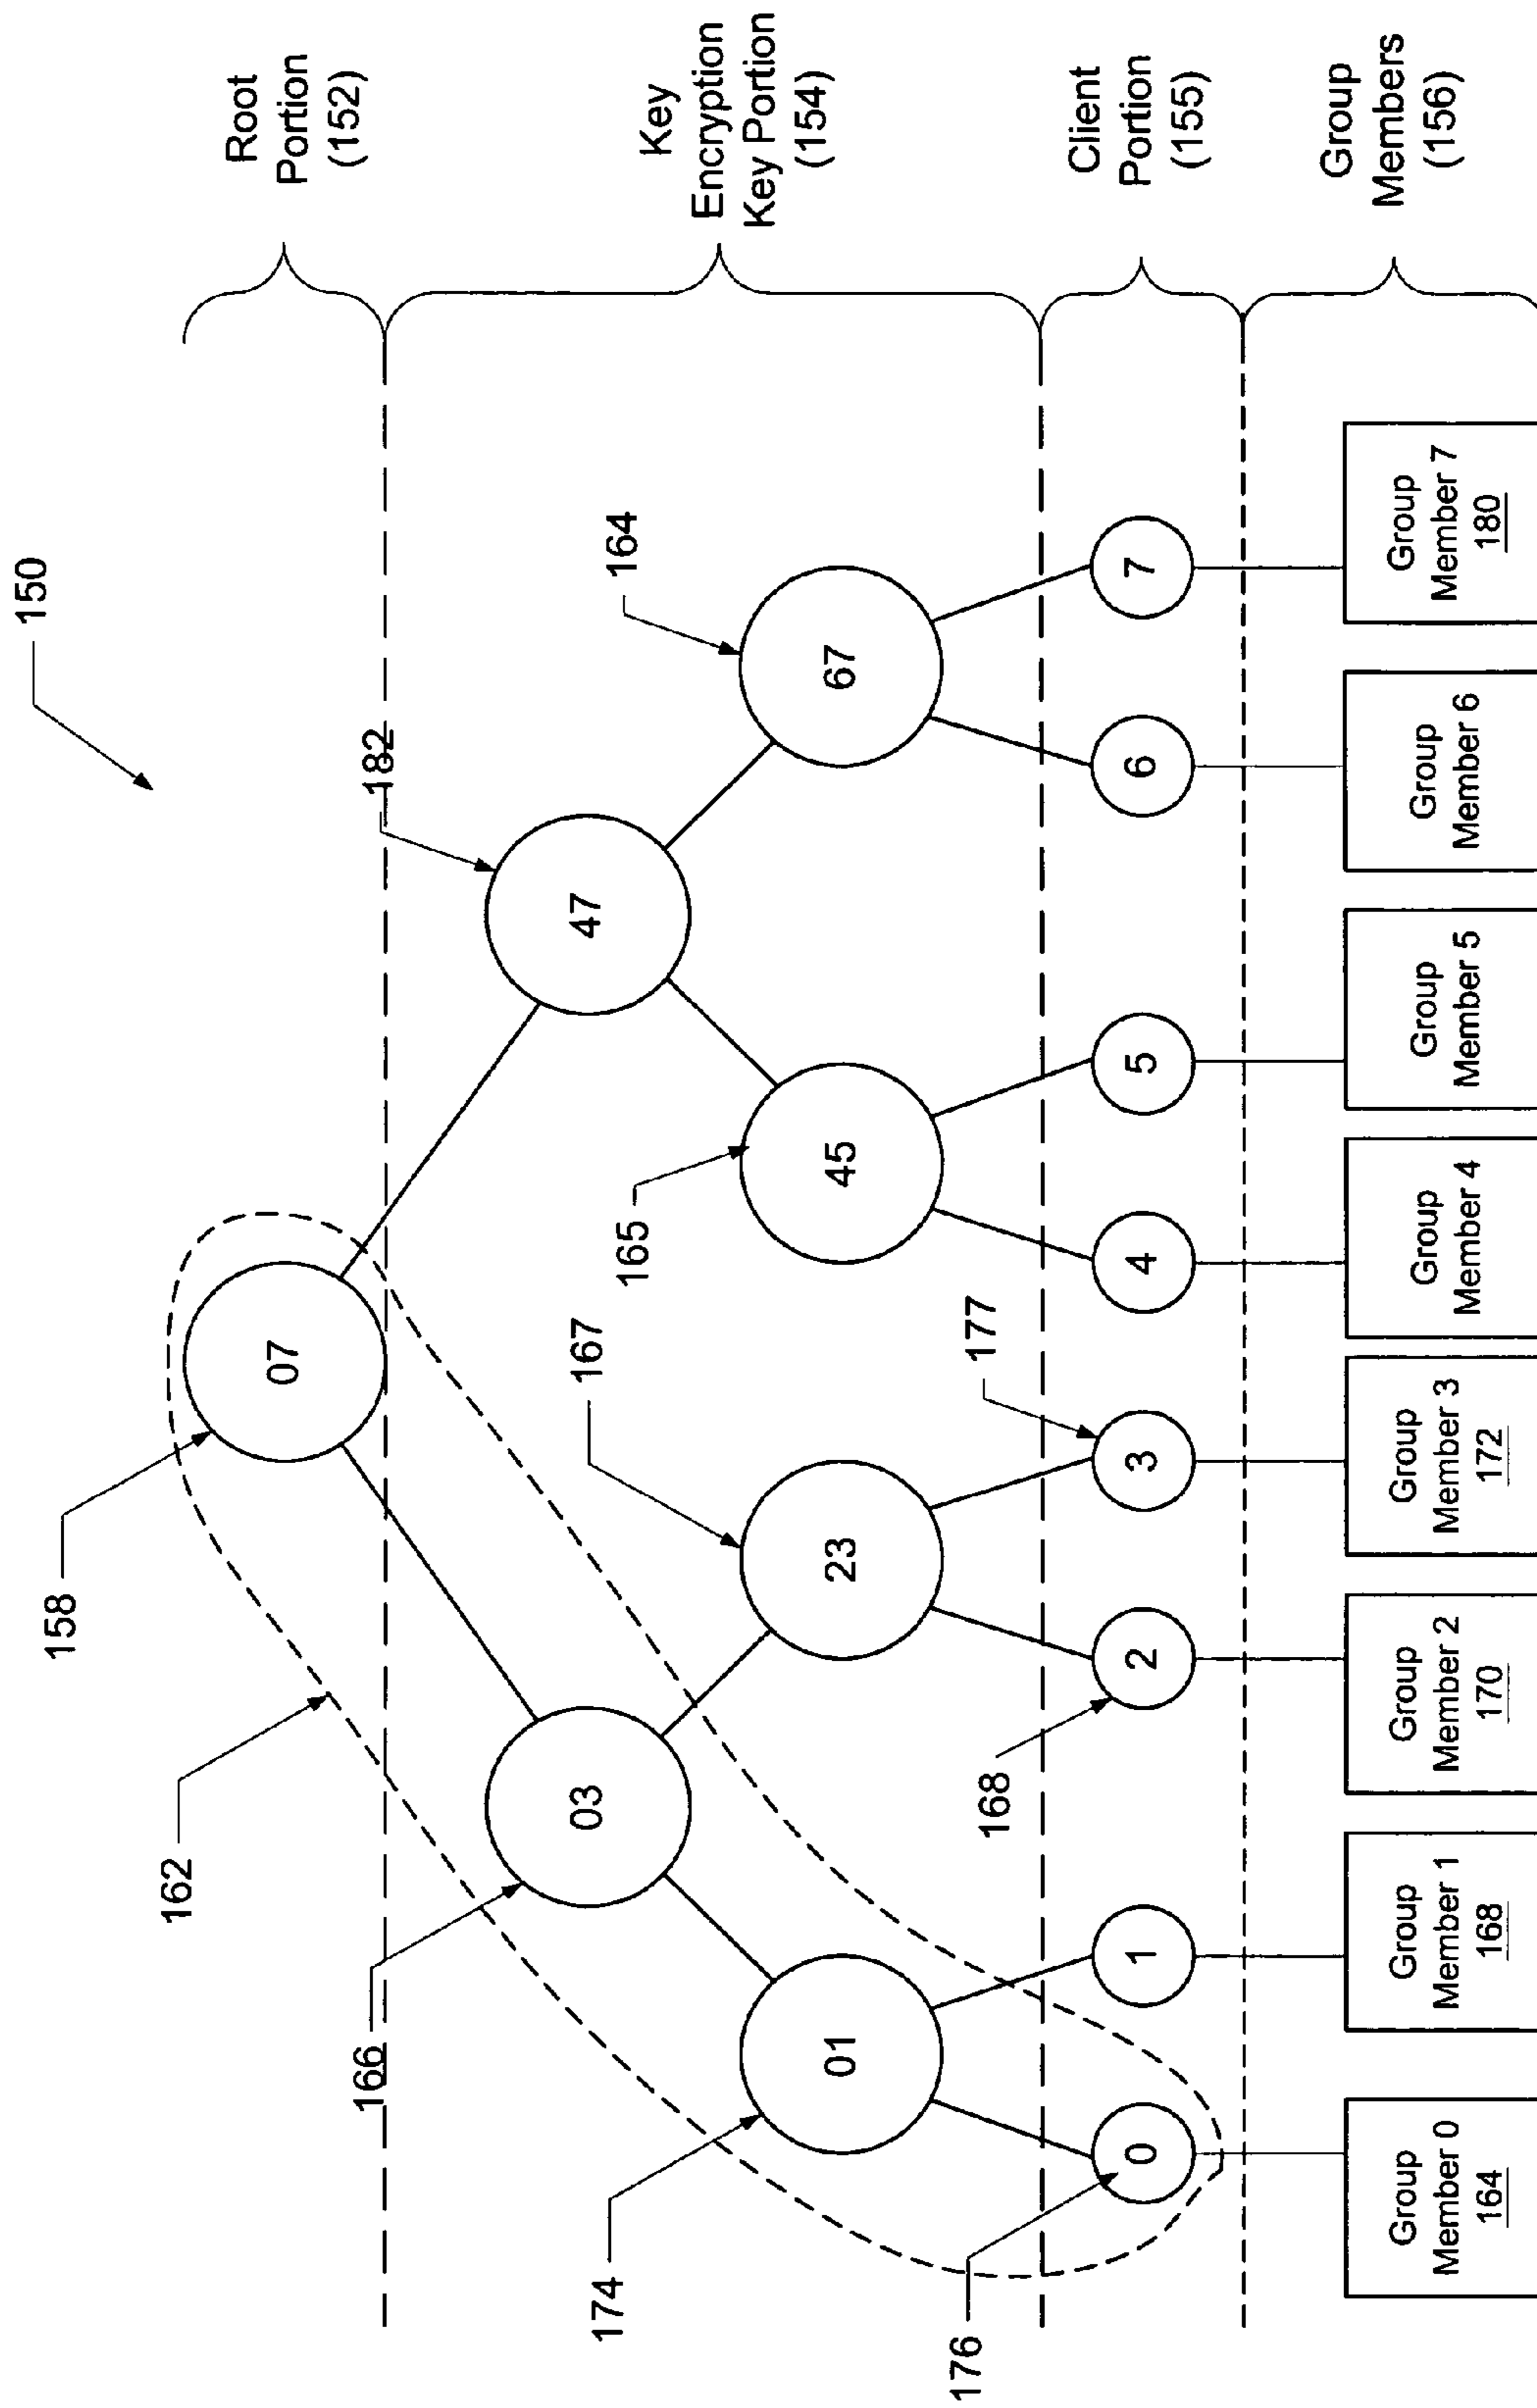 150
Root
Portion
(152)
Key
Encryption
Key Portion
(154)
Client
Portion
(155)
Group
Members
(156)
158
162
166
182
07
03
47
174
167
165
164
01
23
45
67
176
168
177
0
1
2
3
4
5
6
7
Group
Member 0
164
Group
Member 1
168
Group
Member 2
170
Group
Member 3
172
Group
Member 4
Group
Member 5
Group
Member 6
Group
Member 7
180